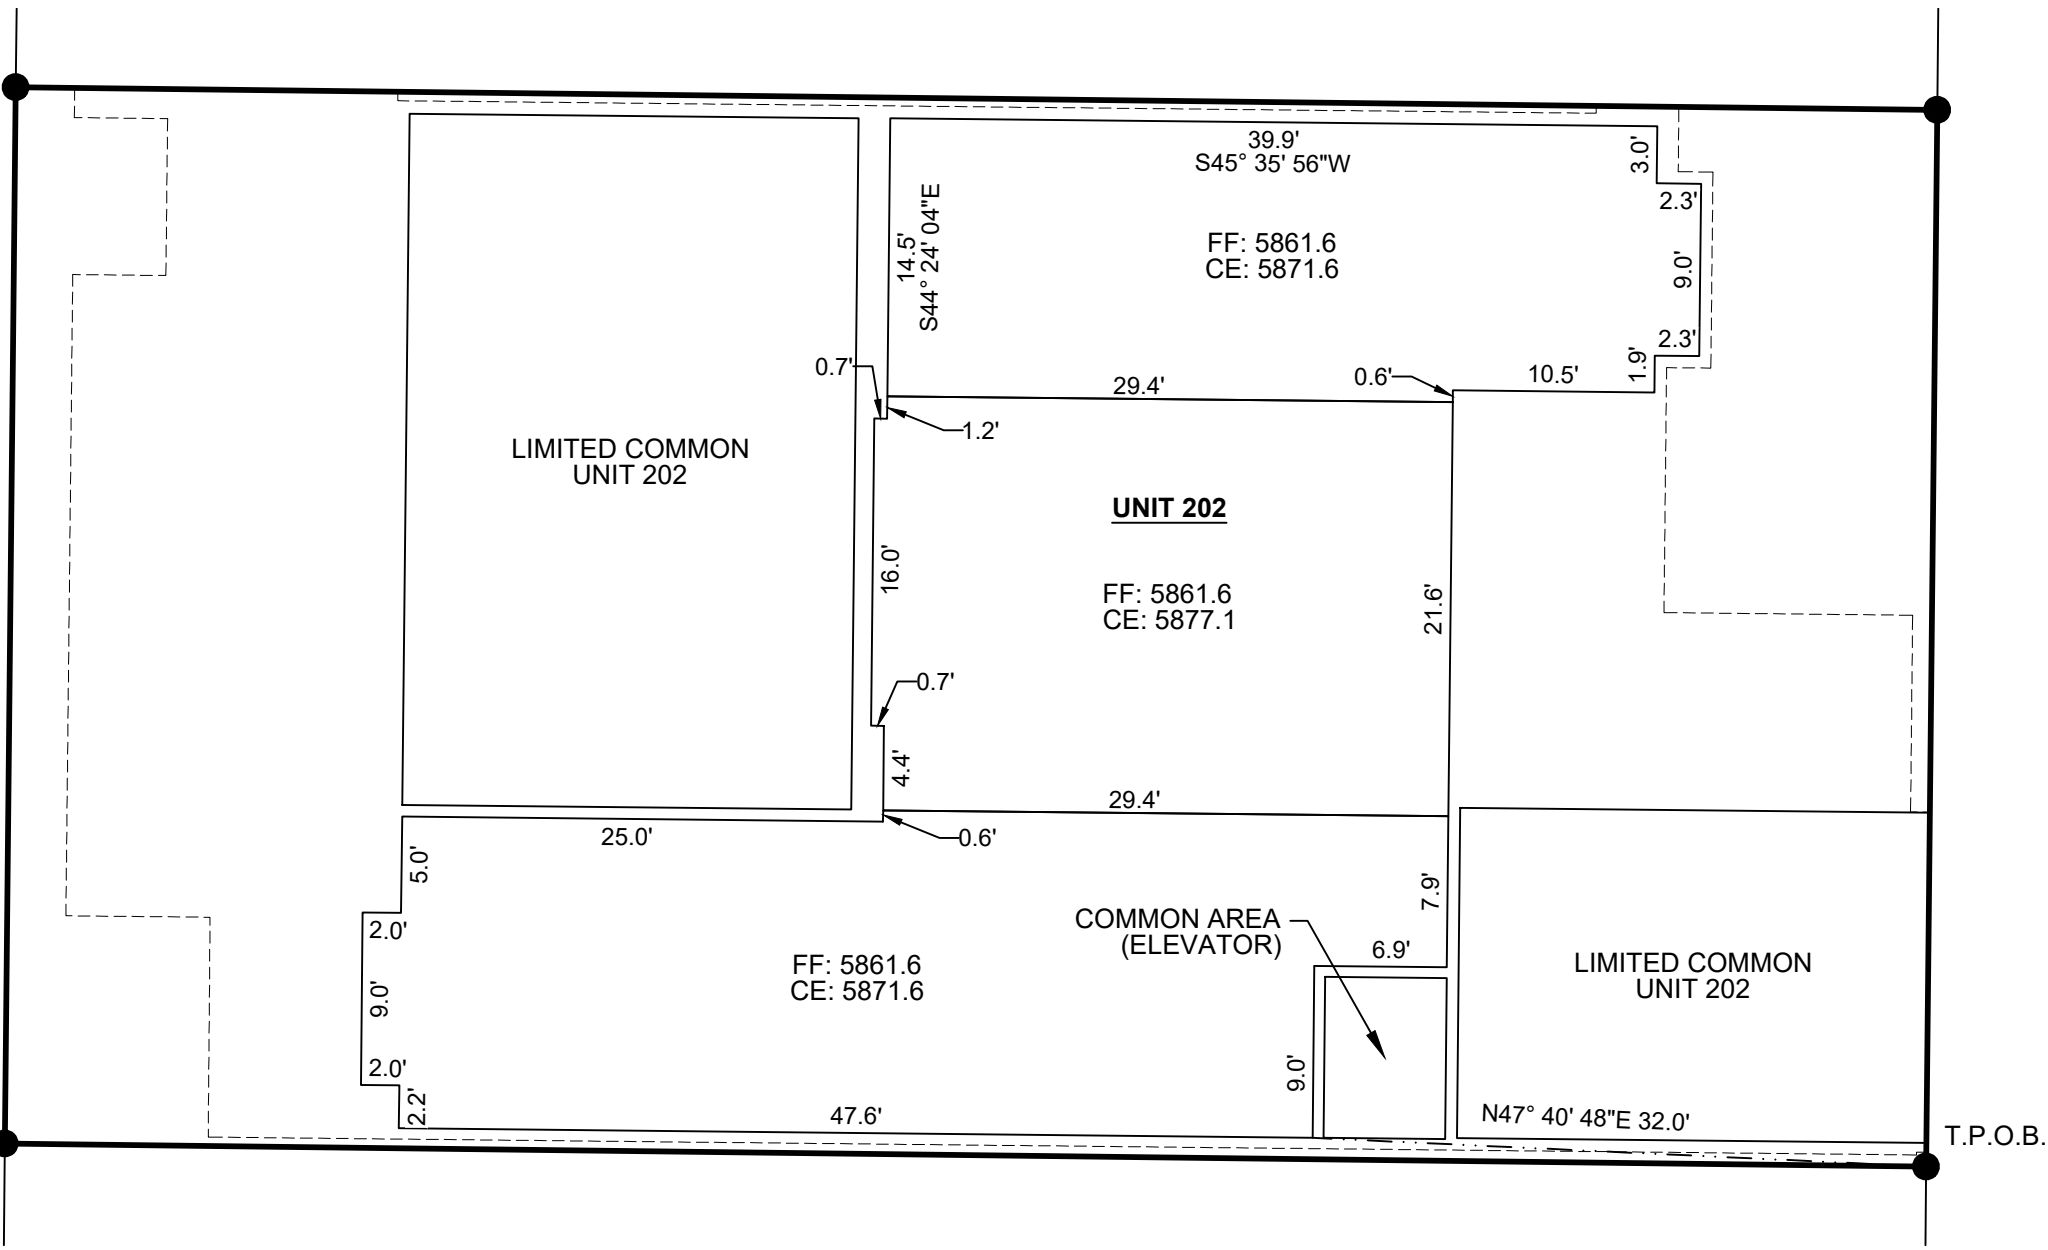 39.9'
S45° 35' 56"W
3.0'
2.3'
14.5'
S44° 24' 04"E
FF: 5861.6
CE: 5871.6
9.0'
2.3'
1.9'
0.7'
29.4'
0.6'
10.5'
1.2'
LIMITED COMMON
UNIT 202
UNIT 202
16.0'
FF: 5861.6
CE: 5877.1
21.6'
0.7'
4.4'
29.4'
25.0'
0.6'
5.0'
7.9'
2.0'
COMMON AREA
(ELEVATOR)
6.9'
FF: 5861.6
CE: 5871.6
LIMITED COMMON
UNIT 202
9.0'
2.0'
9.0'
2.2'
47.6'
N47° 40' 48"E 32.0'
T.P.O.B.